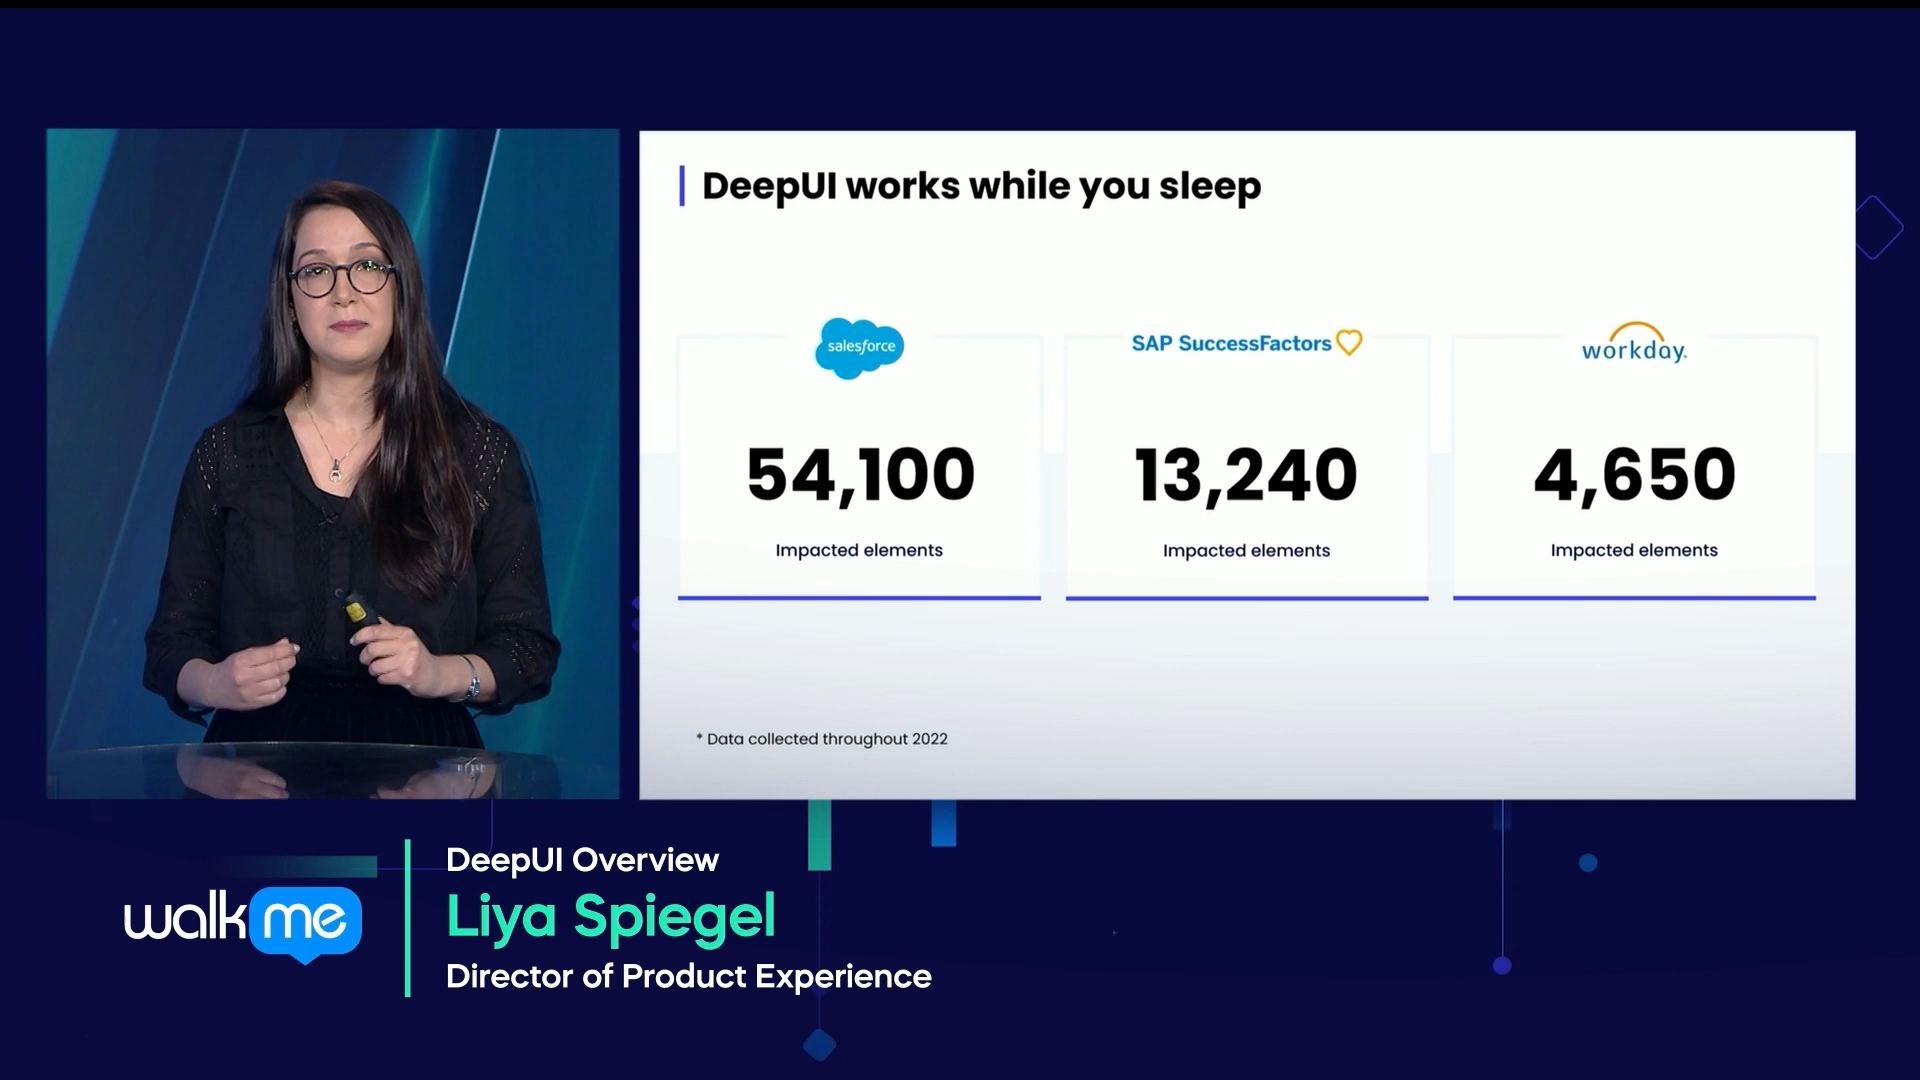 DeepUI works while you sleep
salesforce
SAP SuccessFactors
workday.
54,100
13,240
4,650
Impacted elements
Impacted elements
Impacted elements
* Data collected throughout 2022
walkme
DeepUI Overview
Liya Spiegel
Director of Product Experience